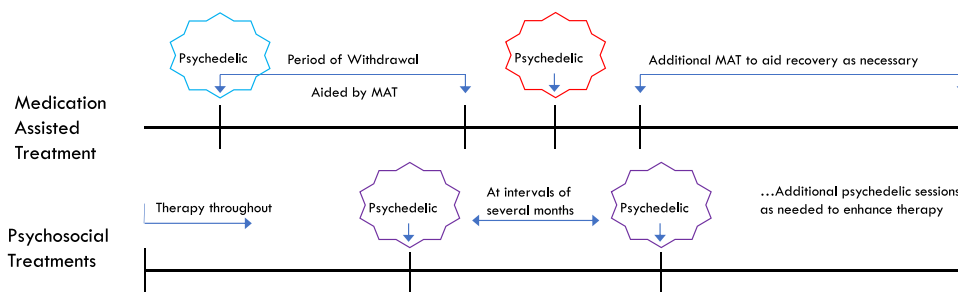 Psychedelic
Period of Withdrawal
Aided by MAT
Psychedelic
Additional MAT to aid recovery as necessary
Medication
Assisted
Treatment
Therapy throughout
Psychedelic
At intervals of
several months
Psychedelic
...Additional psychedelic sessions
as needed to enhance therapy
Psychosocial
Treatments